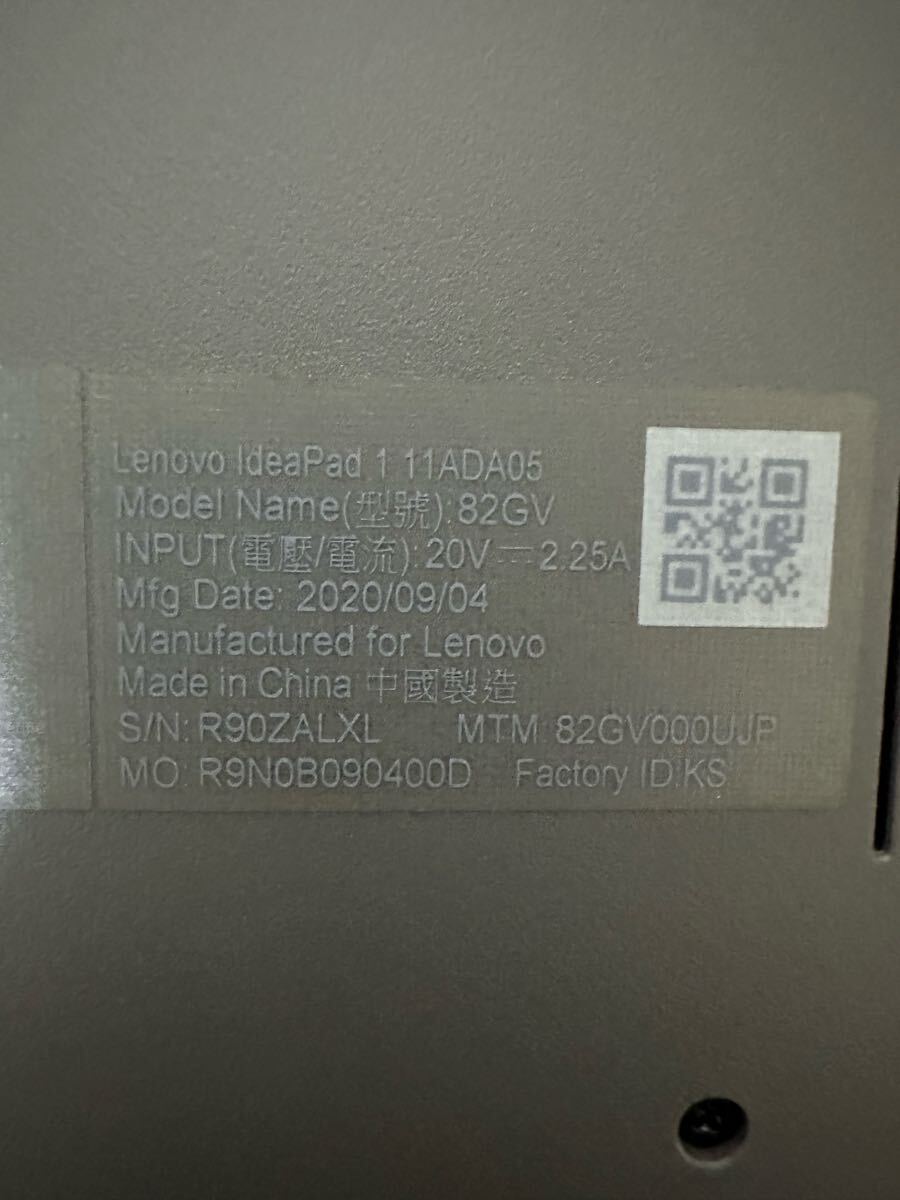 Lenovo IdeaPad 1 11ADA05
Model Name(型號):82GV
INPUT(電壓/電流):20V⎓2.25A
Mfg Date: 2020/09/04
Manufactured for Lenovo
Made in China 中國製造
S/N: R90ZALXL MTM:82GV000UJP
MO: R9N0B090400D Factory ID:KS